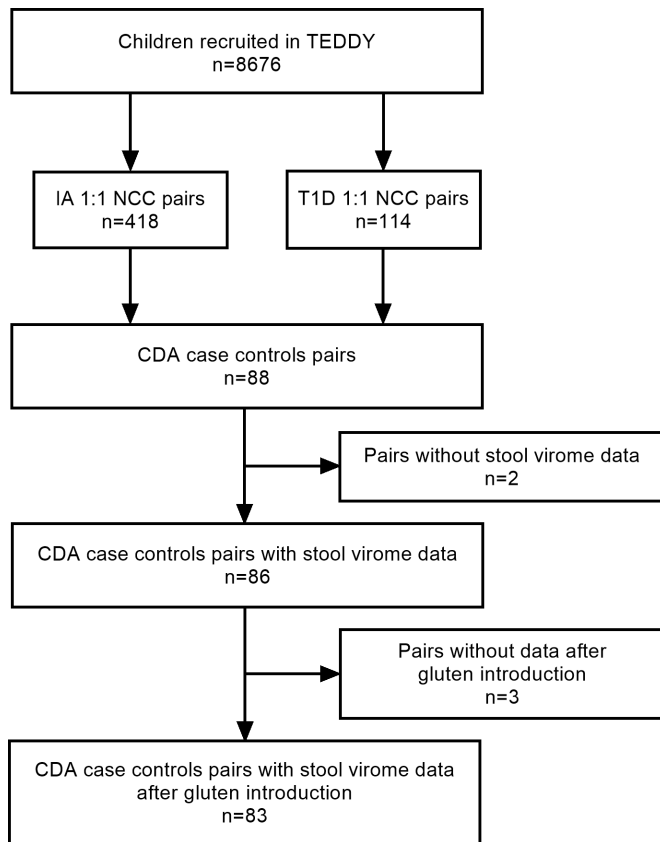 Children recruited in TEDDY
n=8676
IA 1:1 NCC pairs
n=418
T1D 1:1 NCC pairs
n=114
CDA case controls pairs
n=88
Pairs without stool virome data
n=2
CDA case controls pairs with stool virome data
n=86
Pairs without data after
gluten introduction
n=3
CDA case controls pairs with stool virome data
after gluten introduction
n=83